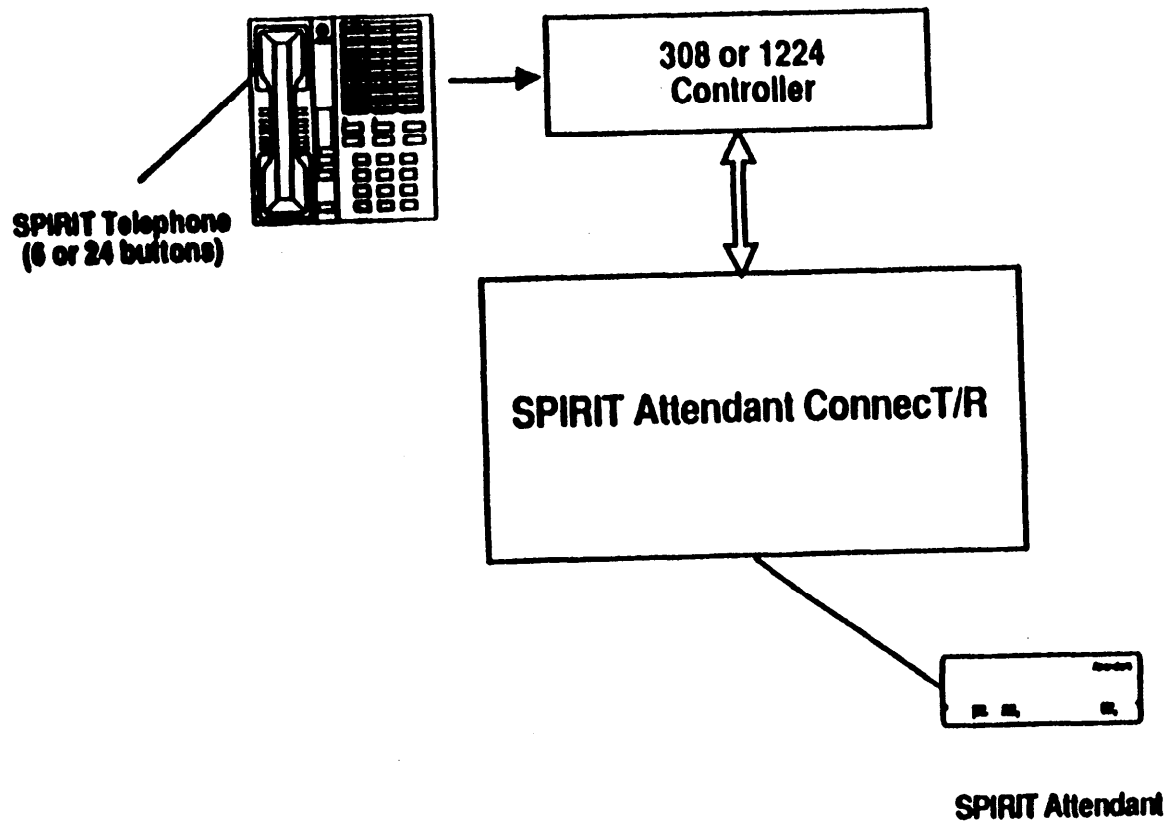 308 or 1224
Controller
SPIRIT Telephone
(6 or 24 buttons)
SPIRIT Attendant ConnecT/R
SPIRIT Attendant